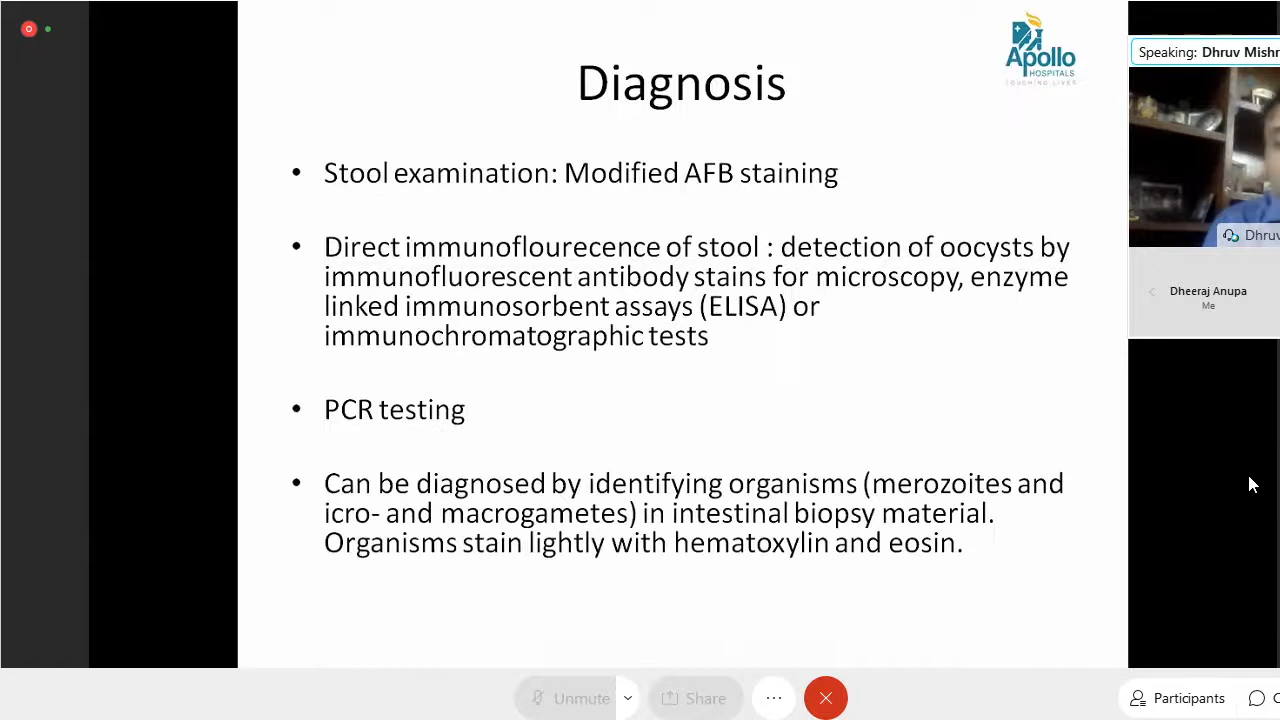 Apollo
HOSPITALS
TOUCHING LIVES
Diagnosis
• Stool examination: Modified AFB staining
• Direct immunoflourecence of stool : detection of oocysts by
immunofluorescent antibody stains for microscopy, enzyme
linked immunosorbent assays (ELISA) or
immunochromatographic tests
• PCR testing
• Can be diagnosed by identifying organisms (merozoites and
icro- and macrogametes) in intestinal biopsy material.
Organisms stain lightly with hematoxylin and eosin.
Speaking: Dhruv Mishr
Dhruv
Dheeraj Anupa
Me
Unmute
Share
Participants
C